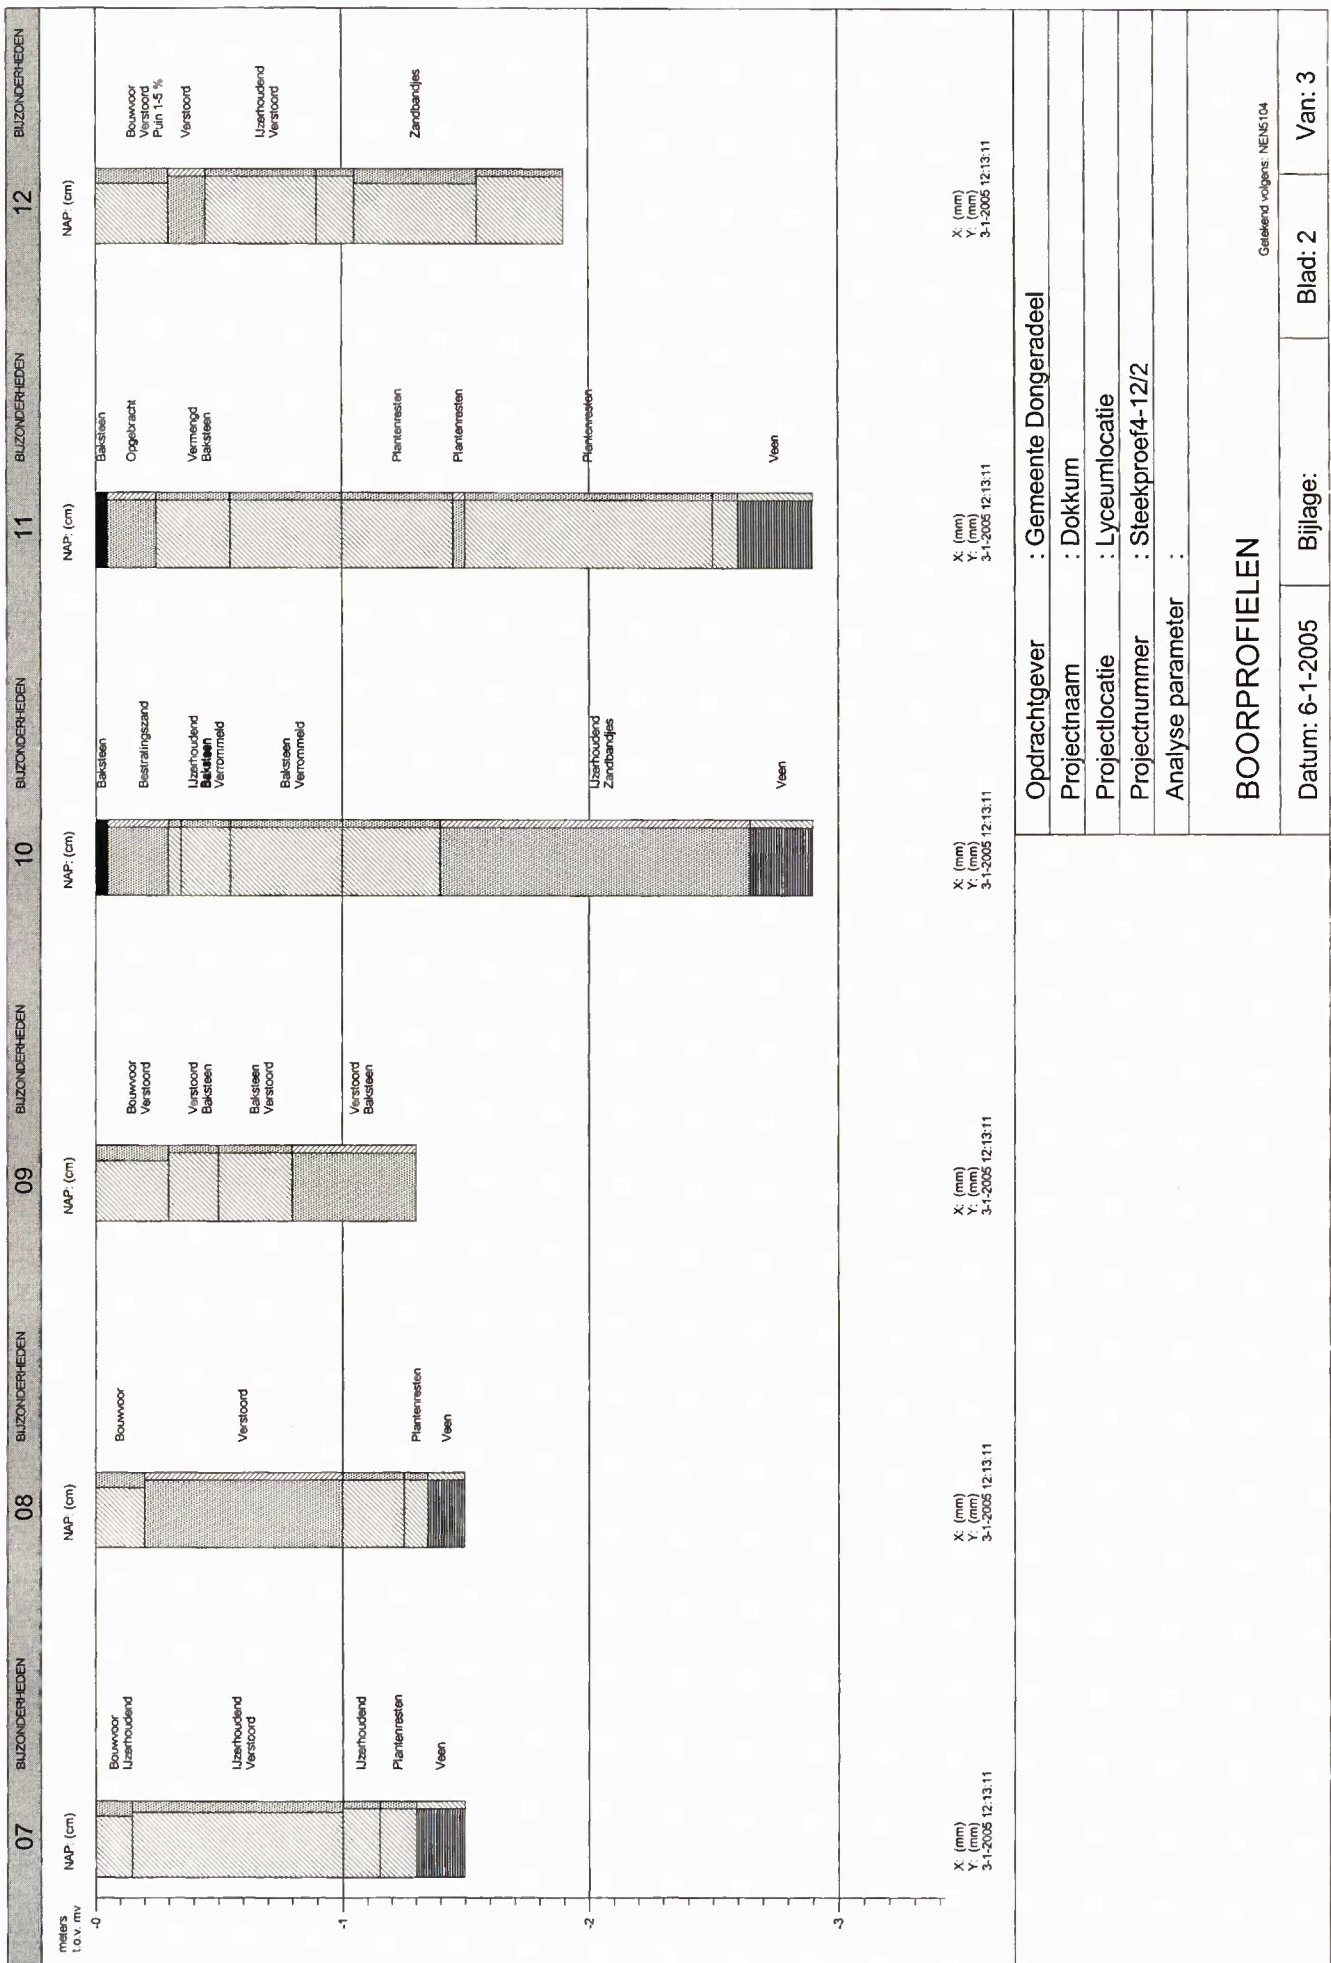 07 BIJZONDERHEDEN 08 BIJZONDERHEDEN 09 BIJZONDERHEDEN 10 BIJZONDERHEDEN 11 BIJZONDERHEDEN 12 BIJZONDERHEDEN
meters
t.o.v. mv
-0
-1
-2
-3
NAP: (cm)
Bouwvoor
IJzerhoudend
IJzerhoudend
Verstoord
IJzerhoudend
Plantenresten
Veen
X: (mm)
Y: (mm)
3-1-2005 12:13:11
NAP: (cm)
Bouwvoor
Verstoord
Plantenresten
Veen
X: (mm)
Y: (mm)
3-1-2005 12:13:11
NAP: (cm)
Bouwvoor
Verstoord
Verstoord
Baksteen
Baksteen
Verstoord
Verstoord
Baksteen
X: (mm)
Y: (mm)
3-1-2005 12:13:11
NAP: (cm)
Baksteen
Bestratingszand
IJzerhoudend
Baksteen
Verrommeld
Baksteen
Verrommeld
IJzerhoudend
Zandbandjes
Veen
X: (mm)
Y: (mm)
3-1-2005 12:13:11
NAP: (cm)
Baksteen
Opgebracht
Vermengd
Baksteen
Plantenresten
Plantenresten
Plantenresten
Veen
X: (mm)
Y: (mm)
3-1-2005 12:13:11
NAP: (cm)
Bouwvoor
Verstoord
Puin 1-5 %
Verstoord
IJzerhoudend
Verstoord
Zandbandjes
X: (mm)
Y: (mm)
3-1-2005 12:13:11
Opdrachtgever : Gemeente Dongeradeel
Projectnaam : Dokkum
Projectlocatie : Lyceumlocatie
Projectnummer : Steekproef4-12/2
Analyse parameter :
BOORPROFIELEN
Getekend volgens: NEN5104
Datum: 6-1-2005 Bijlage: Blad: 2 Van: 3